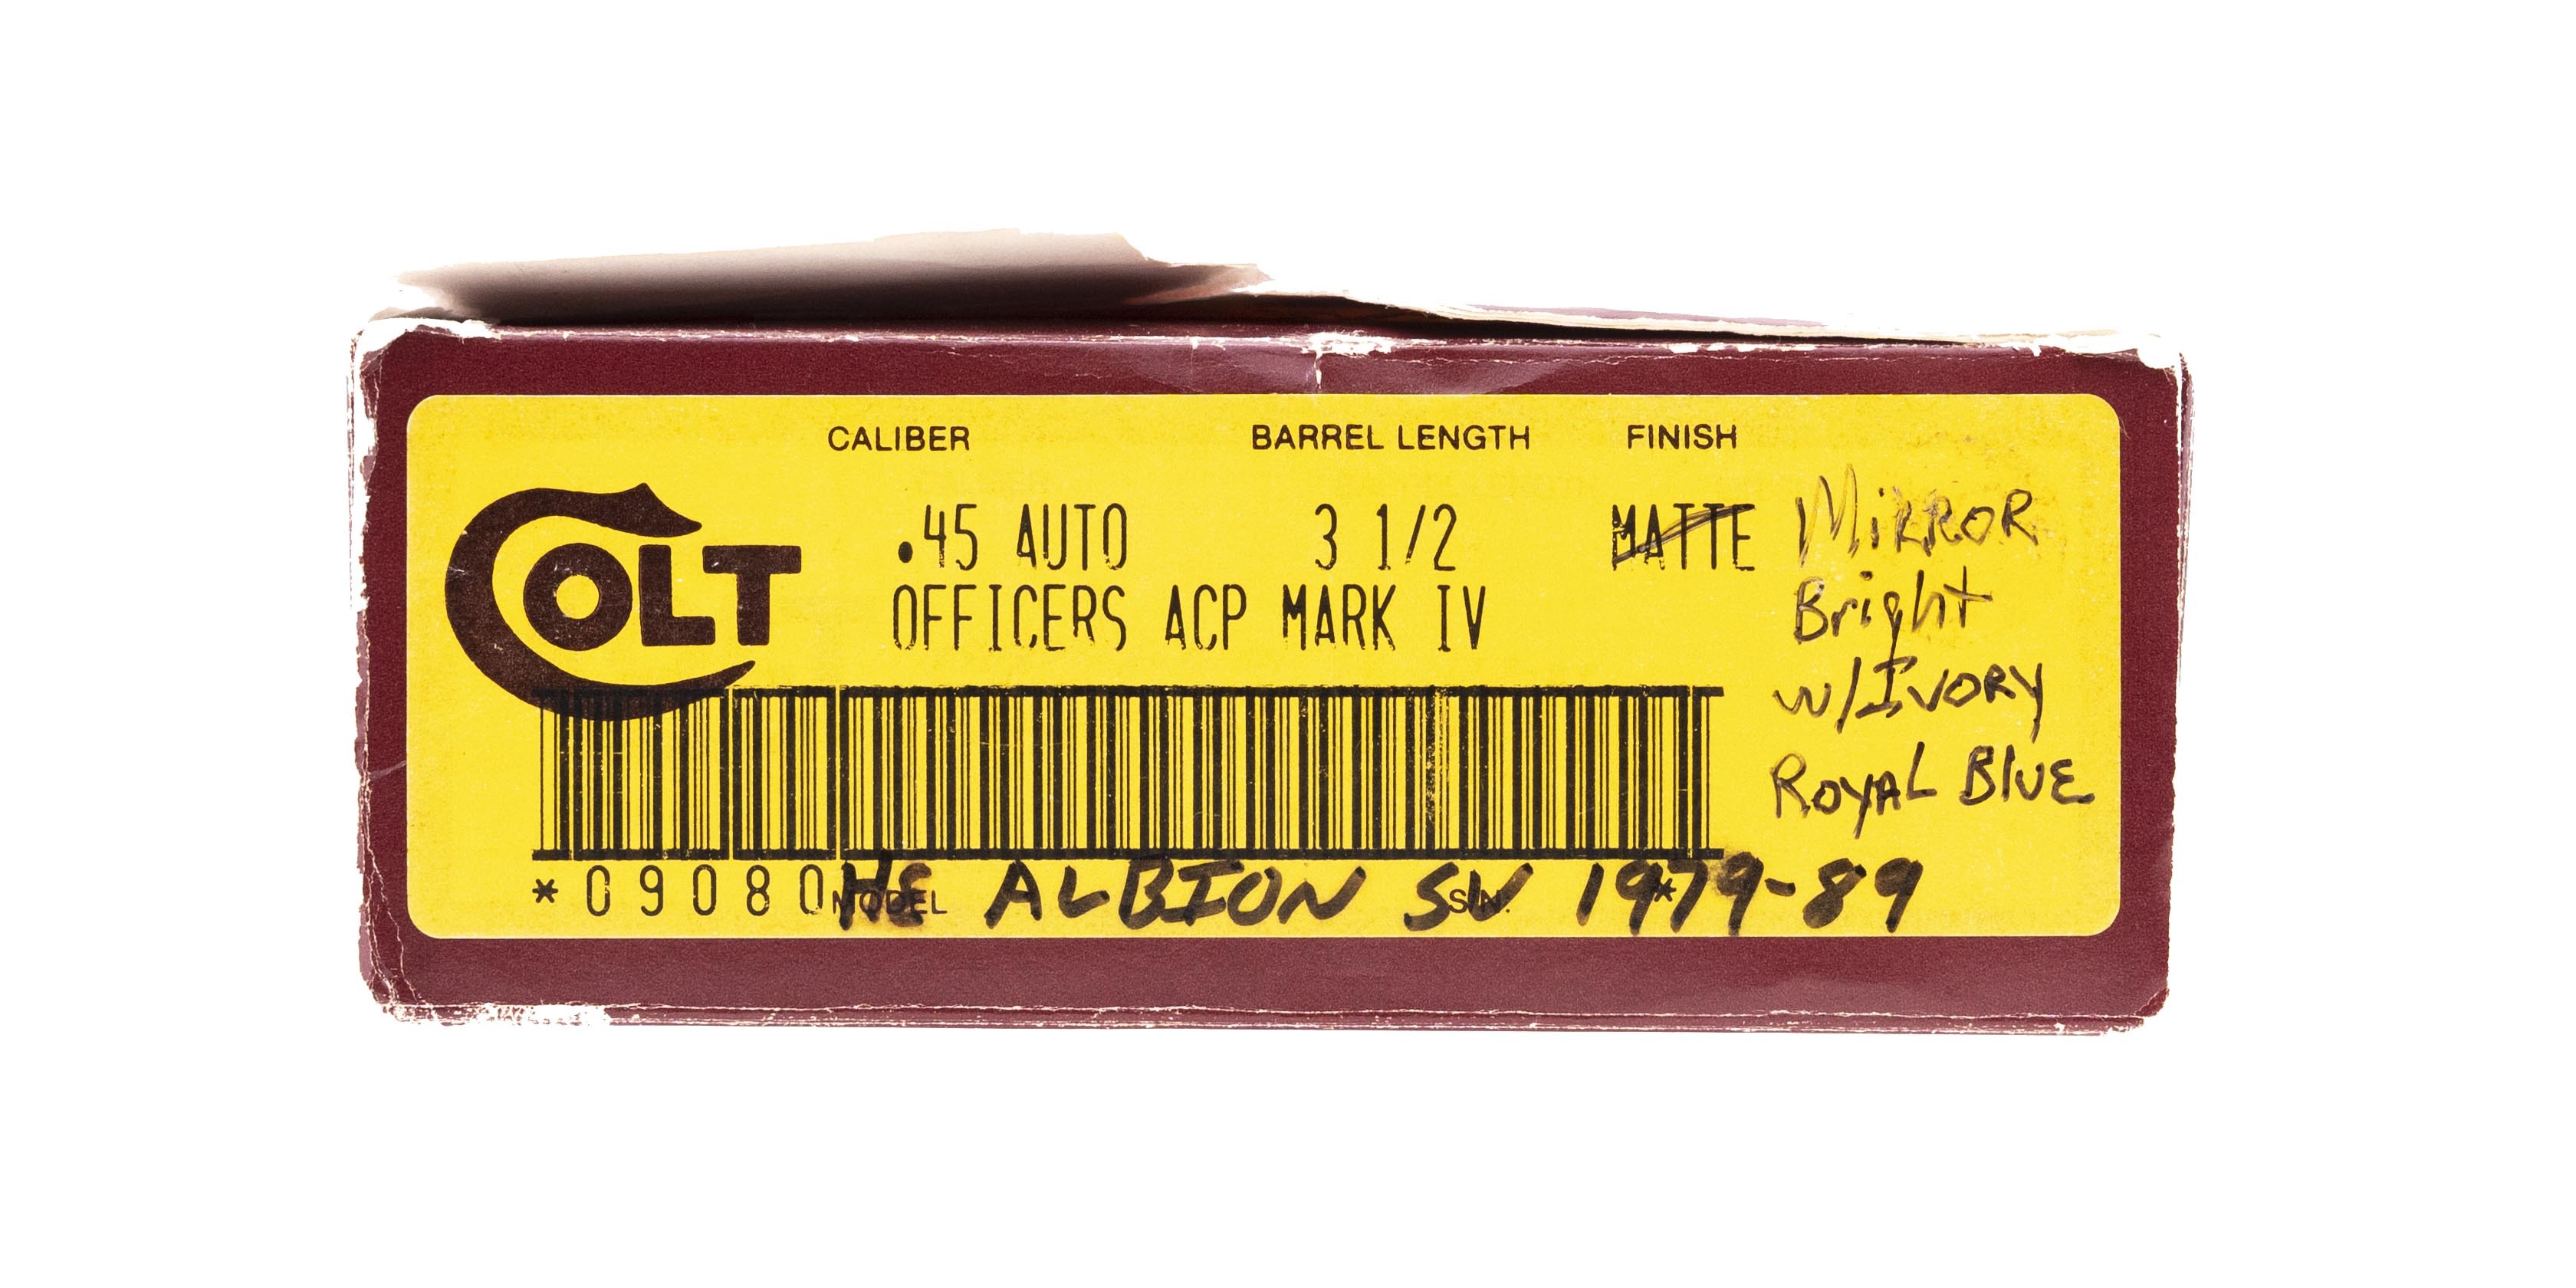 CALIBER BARREL LENGTH FINISH
COLT
.45 AUTO 3 1/2 MATTE MiRROR
OFFICERS ACP MARK IV Bright
w/IVORY
ROYAL BLUE
*09080 MODEL ALBION S/N. 1979-89 *